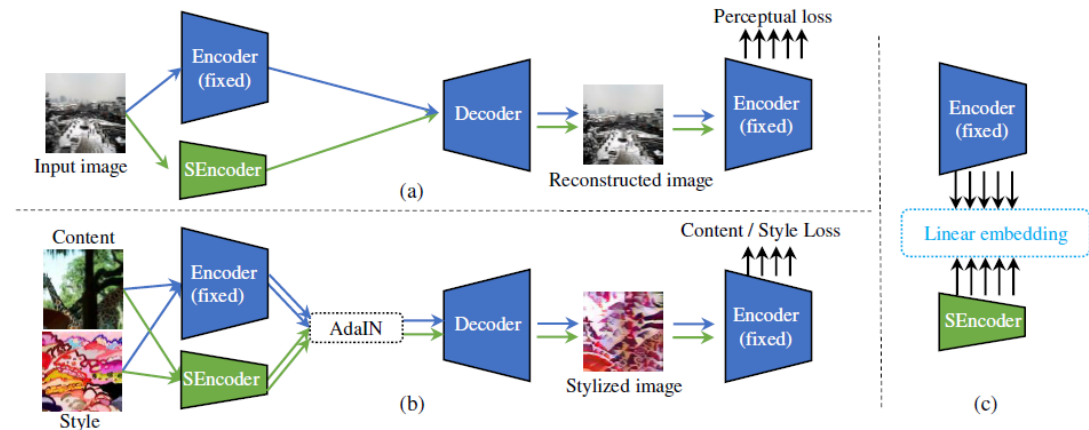 Perceptual loss
Encoder
(fixed)
Encoder
(fixed)
Decoder
Encoder
(fixed)
Input image
SEncoder
Reconstructed image
(a)
Content
Content / Style Loss
Linear embedding
Encoder
(fixed)
AdaIN
Decoder
Encoder
(fixed)
SEncoder
SEncoder
Stylized image
Style
(b)
(c)